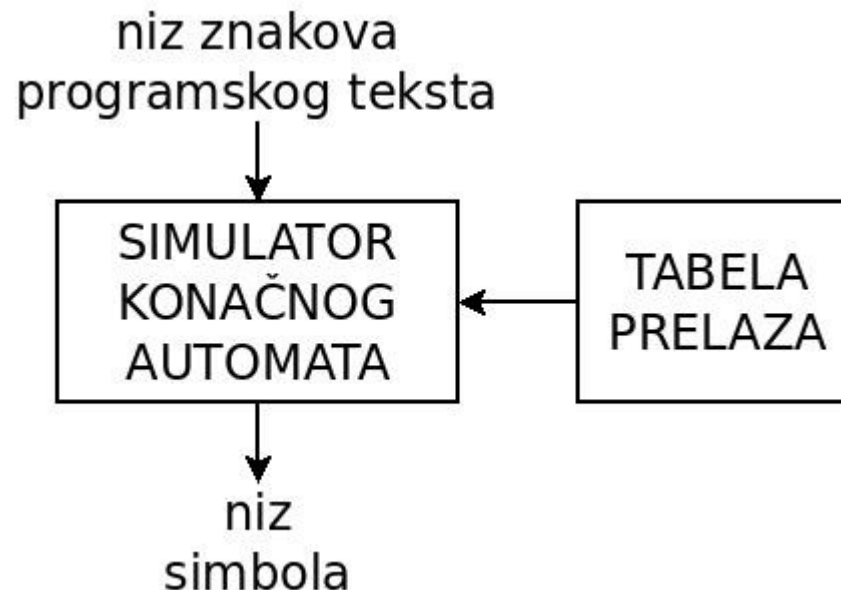 niz znakova
programskog teksta
SIMULATOR
KONAČNOG
AUTOMATA
TABELA
PRELAZA
niz
simbola